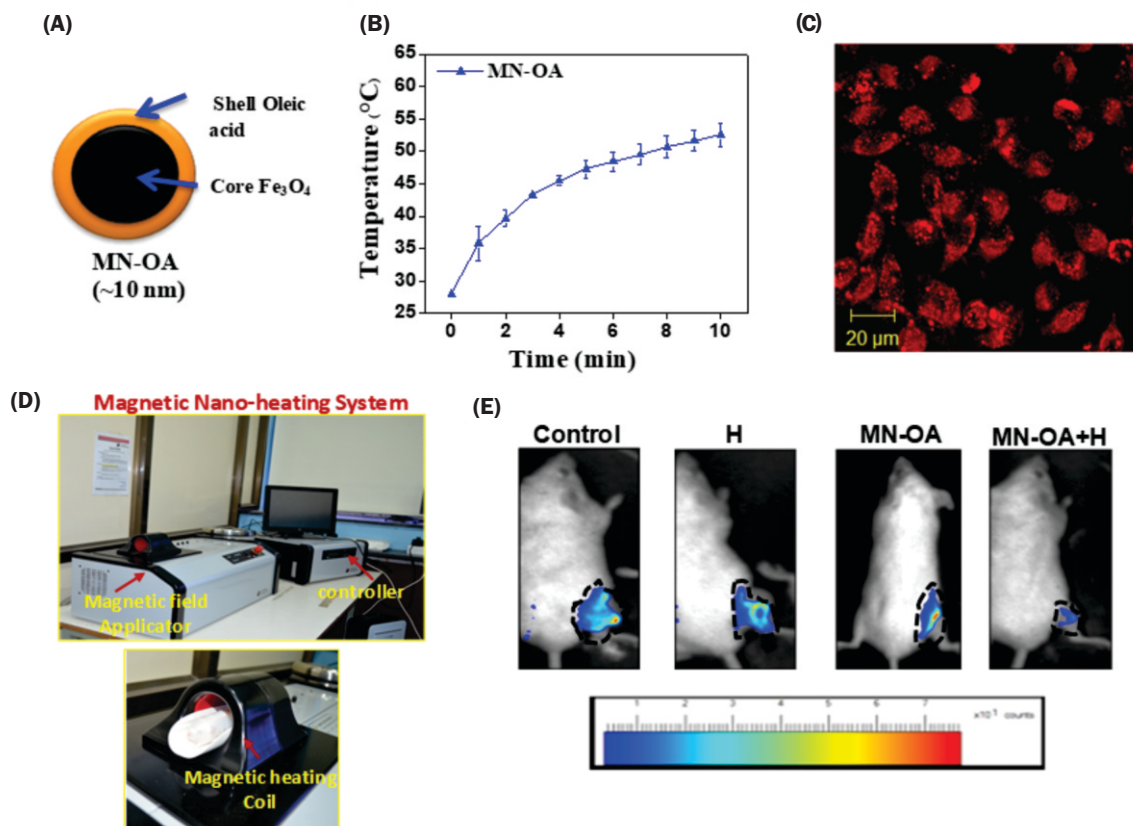 (A)
Shell Oleic
acid
Core Fe₃O₄
MN-OA
(~10 nm)
(B)
65
60
55
50
45
40
35
30
25
Temperature (°C)
MN-OA
0
2
4
6
8
10
Time (min)
(C)
20 μm
(D)
Magnetic Nano-heating System
Magnetic field
Applicator
controller
Magnetic heating
Coil
(E)
Control
H
MN-OA
MN-OA+H
1
2
3
4
5
6
7
x10¹ counts